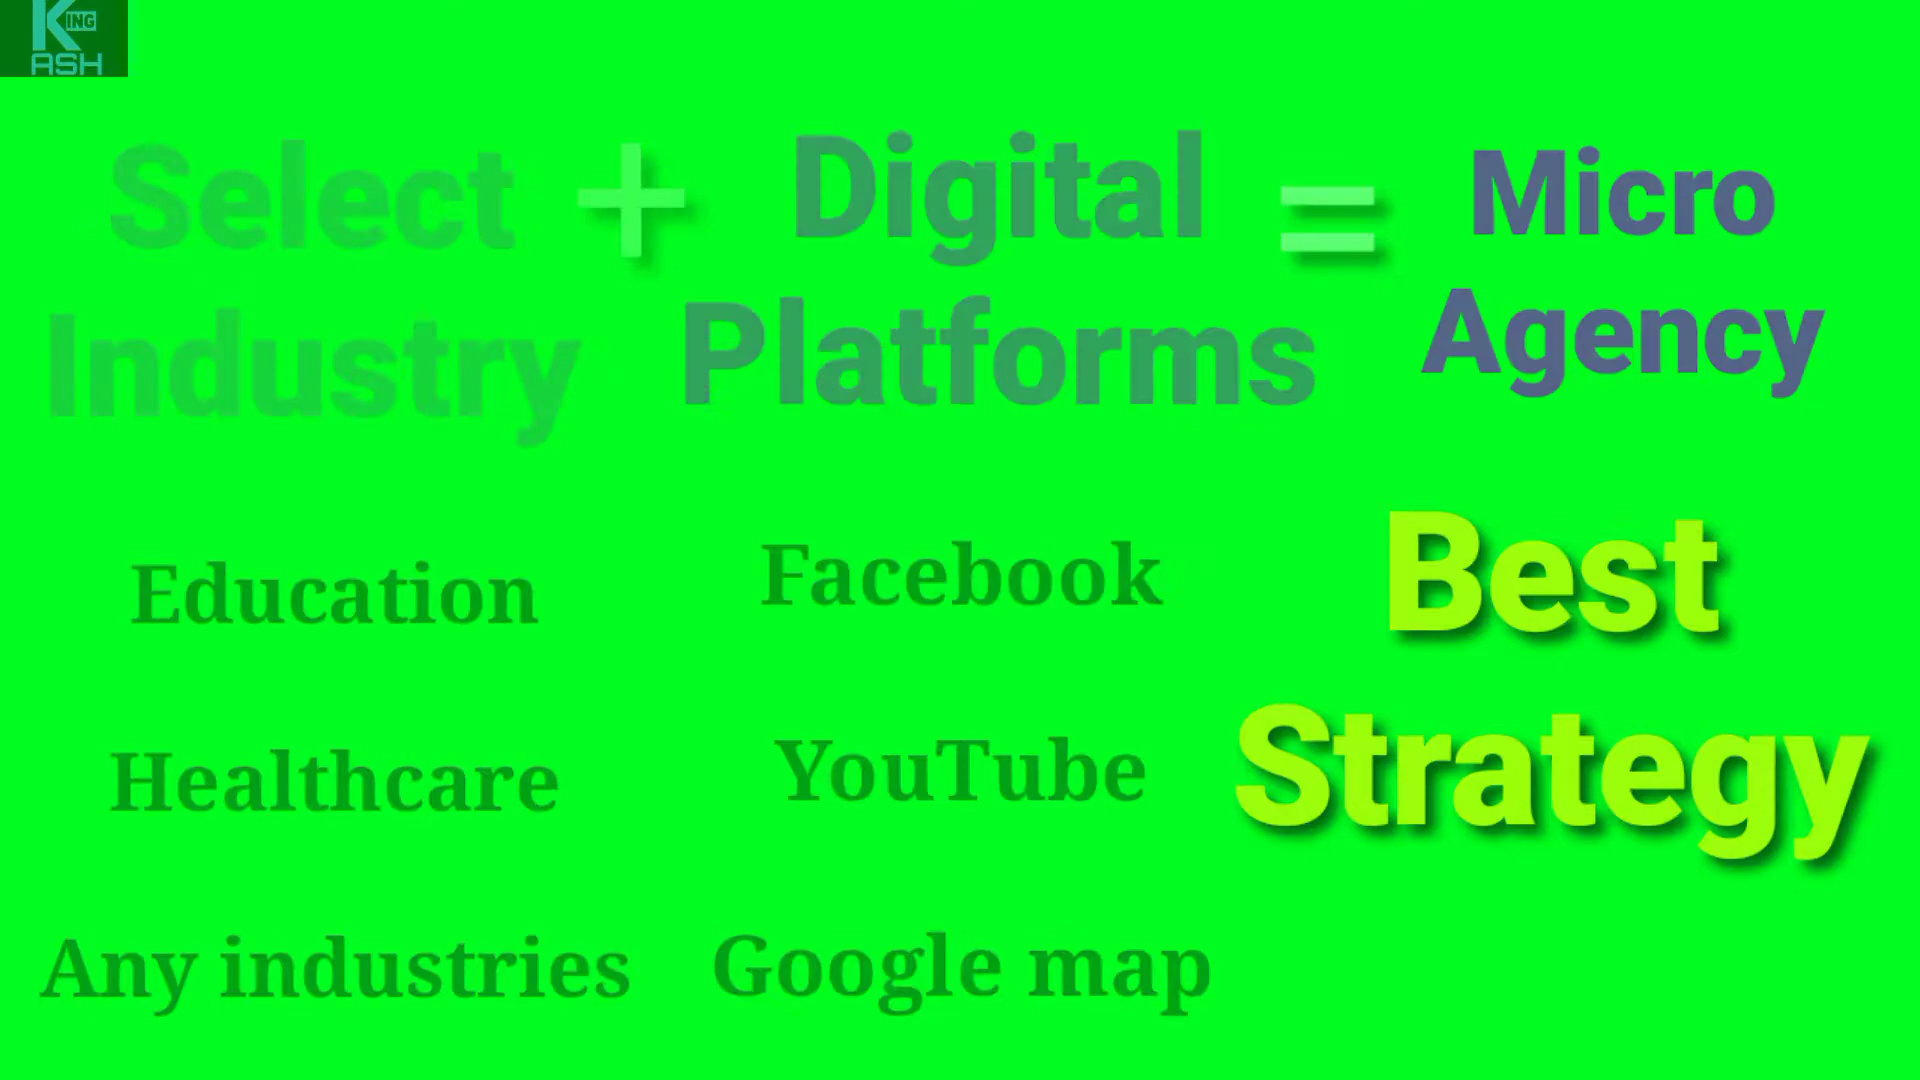 KING
ASH
Select + Digital = Micro
Industry Platforms Agency
Education Facebook Best
Healthcare YouTube Strategy
Any industries Google map